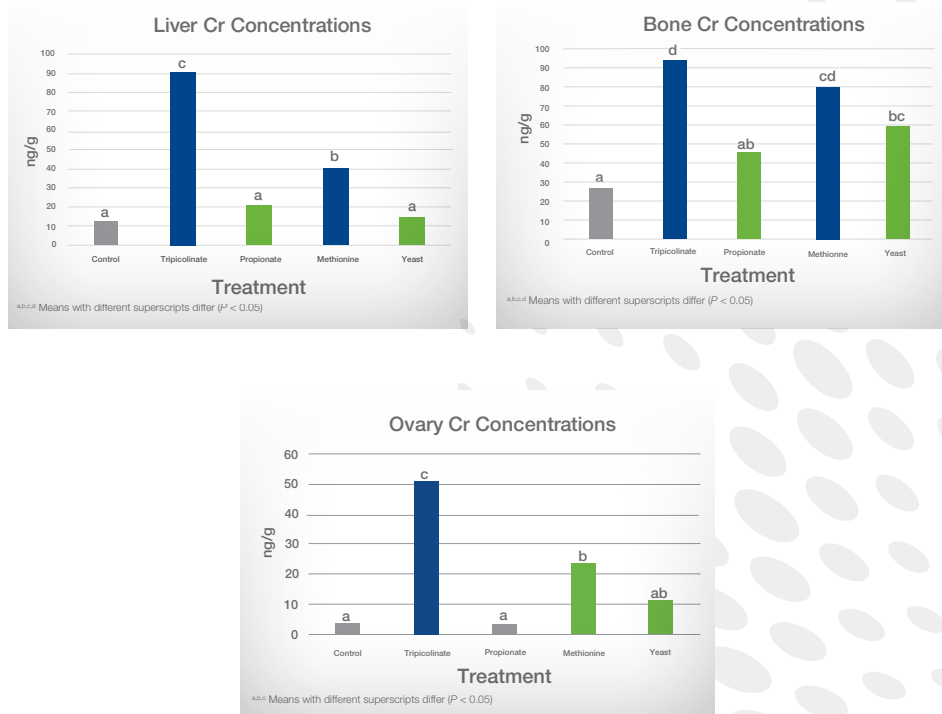 Liver Cr Concentrations
100
90
80
70
60
50
40
30
20
10
0
ng/g
a
c
a
b
a
Control Tripicolinate Propionate Methionine Yeast
Treatment
a,b,c,d Means with different superscripts differ (P < 0.05)
Bone Cr Concentrations
100
90
80
70
60
50
40
30
20
10
0
ng/g
a
d
ab
cd
bc
Control Tripicolinate Propionate Methionne Yeast
Treatment
a,b,c,d Means with different superscripts differ (P < 0.05)
Ovary Cr Concentrations
60
50
40
30
20
10
0
ng/g
a
c
a
b
ab
Control Tripicolinate Propionate Methionine Yeast
Treatment
a,b,c Means with different superscripts differ (P < 0.05)